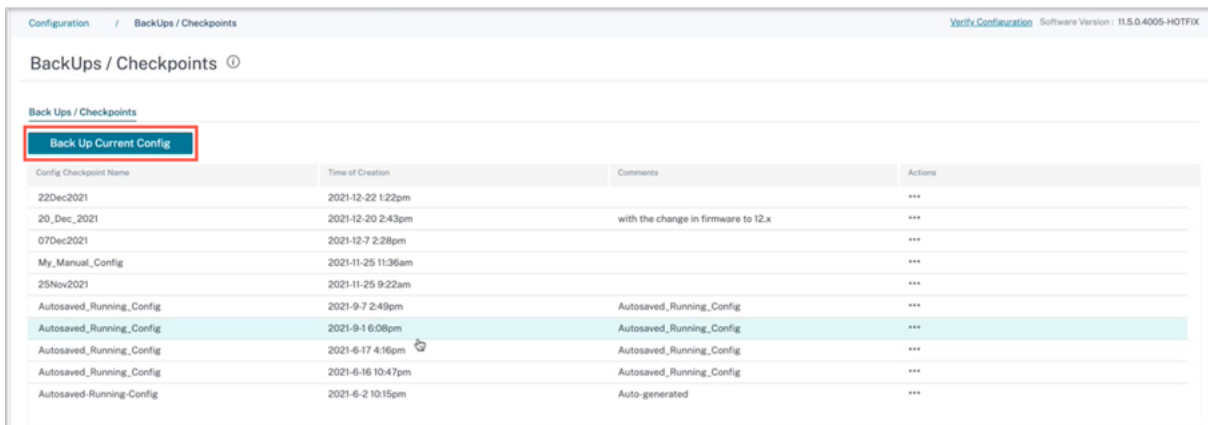 Configuration / BackUps / Checkpoints Verify Configuration Software Version : 11.5.0.4005-HOTFIX
BackUps / Checkpoints
Back Ups / Checkpoints
Back Up Current Config
Config Checkpoint Name Time of Creation Comments Actions
22Dec2021 2021-12-22 1:22pm ***
20_Dec_2021 2021-12-20 2:43pm with the change in firmware to 12.x ***
07Dec2021 2021-12-7 2:28pm ***
My_Manual_Config 2021-11-25 11:36am ***
25Nov2021 2021-11-25 9:22am ***
Autosaved_Running_Config 2021-9-7 2:49pm Autosaved_Running_Config ***
Autosaved_Running_Config 2021-9-1 6:08pm Autosaved_Running_Config ***
Autosaved_Running_Config 2021-6-17 4:16pm Autosaved_Running_Config ***
Autosaved_Running_Config 2021-6-16 10:47pm Autosaved_Running_Config ***
Autosaved-Running-Config 2021-6-2 10:15pm Auto-generated ***